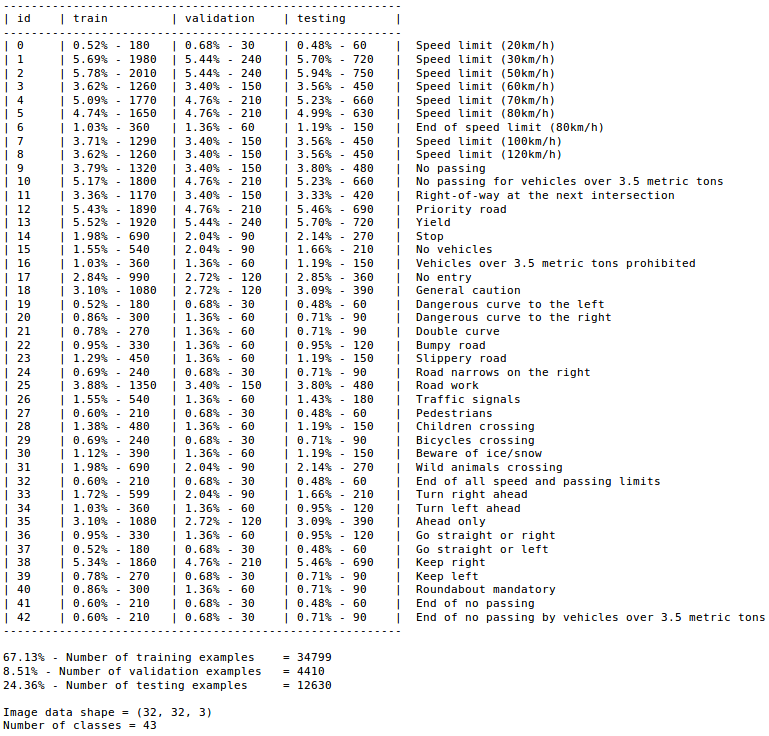 ---------------------------------------------------------
| id    | train         | validation    | testing       |
---------------------------------------------------------
| 0     | 0.52% - 180   | 0.68% - 30    | 0.48% - 60    |  Speed limit (20km/h)
| 1     | 5.69% - 1980  | 5.44% - 240   | 5.70% - 720   |  Speed limit (30km/h)
| 2     | 5.78% - 2010  | 5.44% - 240   | 5.94% - 750   |  Speed limit (50km/h)
| 3     | 3.62% - 1260  | 3.40% - 150   | 3.56% - 450   |  Speed limit (60km/h)
| 4     | 5.09% - 1770  | 4.76% - 210   | 5.23% - 660   |  Speed limit (70km/h)
| 5     | 4.74% - 1650  | 4.76% - 210   | 4.99% - 630   |  Speed limit (80km/h)
| 6     | 1.03% - 360   | 1.36% - 60    | 1.19% - 150   |  End of speed limit (80km/h)
| 7     | 3.71% - 1290  | 3.40% - 150   | 3.56% - 450   |  Speed limit (100km/h)
| 8     | 3.62% - 1260  | 3.40% - 150   | 3.56% - 450   |  Speed limit (120km/h)
| 9     | 3.79% - 1320  | 3.40% - 150   | 3.80% - 480   |  No passing
| 10    | 5.17% - 1800  | 4.76% - 210   | 5.23% - 660   |  No passing for vehicles over 3.5 metric tons
| 11    | 3.36% - 1170  | 3.40% - 150   | 3.33% - 420   |  Right-of-way at the next intersection
| 12    | 5.43% - 1890  | 4.76% - 210   | 5.46% - 690   |  Priority road
| 13    | 5.52% - 1920  | 5.44% - 240   | 5.70% - 720   |  Yield
| 14    | 1.98% - 690   | 2.04% - 90    | 2.14% - 270   |  Stop
| 15    | 1.55% - 540   | 1.36% - 60    | 1.66% - 210   |  No vehicles
| 16    | 1.03% - 360   | 1.36% - 60    | 1.19% - 150   |  Vehicles over 3.5 metric tons prohibited
| 17    | 2.84% - 990   | 2.72% - 120   | 2.85% - 360   |  No entry
| 18    | 3.10% - 1080  | 2.72% - 120   | 3.09% - 390   |  General caution
| 19    | 0.52% - 180   | 0.68% - 30    | 0.48% - 60    |  Dangerous curve to the left
| 20    | 0.86% - 300   | 1.36% - 60    | 0.71% - 90    |  Dangerous curve to the right
| 21    | 0.78% - 270   | 1.36% - 60    | 0.71% - 90    |  Double curve
| 22    | 0.95% - 330   | 1.36% - 60    | 0.95% - 120   |  Bumpy road
| 23    | 1.29% - 450   | 1.36% - 60    | 1.19% - 150   |  Slippery road
| 24    | 0.69% - 240   | 0.68% - 30    | 0.71% - 90    |  Road narrows on the right
| 25    | 3.88% - 1350  | 3.40% - 150   | 3.80% - 480   |  Road work
| 26    | 1.55% - 540   | 1.36% - 60    | 1.43% - 180   |  Traffic signals
| 27    | 0.60% - 210   | 0.68% - 30    | 0.48% - 60    |  Pedestrians
| 28    | 1.38% - 480   | 1.36% - 60    | 1.19% - 150   |  Children crossing
| 29    | 0.69% - 240   | 0.68% - 30    | 0.71% - 90    |  Bicycles crossing
| 30    | 1.12% - 390   | 1.36% - 60    | 1.19% - 150   |  Beware of ice/snow
| 31    | 1.98% - 690   | 2.04% - 90    | 2.14% - 270   |  Wild animals crossing
| 32    | 0.60% - 210   | 0.68% - 30    | 0.48% - 60    |  End of all speed and passing limits
| 33    | 1.72% - 599   | 2.04% - 90    | 1.66% - 210   |  Turn right ahead
| 34    | 1.03% - 360   | 1.36% - 60    | 0.95% - 120   |  Turn left ahead
| 35    | 3.10% - 1080  | 2.72% - 120   | 3.09% - 390   |  Ahead only
| 36    | 0.95% - 330   | 1.36% - 60    | 0.95% - 120   |  Go straight or right
| 37    | 0.52% - 180   | 0.68% - 30    | 0.48% - 60    |  Go straight or left
| 38    | 5.34% - 1860  | 4.76% - 210   | 5.46% - 690   |  Keep right
| 39    | 0.78% - 270   | 0.68% - 30    | 0.71% - 90    |  Keep left
| 40    | 0.86% - 300   | 1.36% - 60    | 0.71% - 90    |  Roundabout mandatory
| 41    | 0.60% - 210   | 0.68% - 30    | 0.48% - 60    |  End of no passing
| 42    | 0.60% - 210   | 0.68% - 30    | 0.71% - 90    |  End of no passing by vehicles over 3.5 metric tons
---------------------------------------------------------
67.13% - Number of training examples    = 34799
8.51% - Number of validation examples   = 4410
24.36% - Number of testing examples     = 12630
Image data shape = (32, 32, 3)
Number of classes = 43